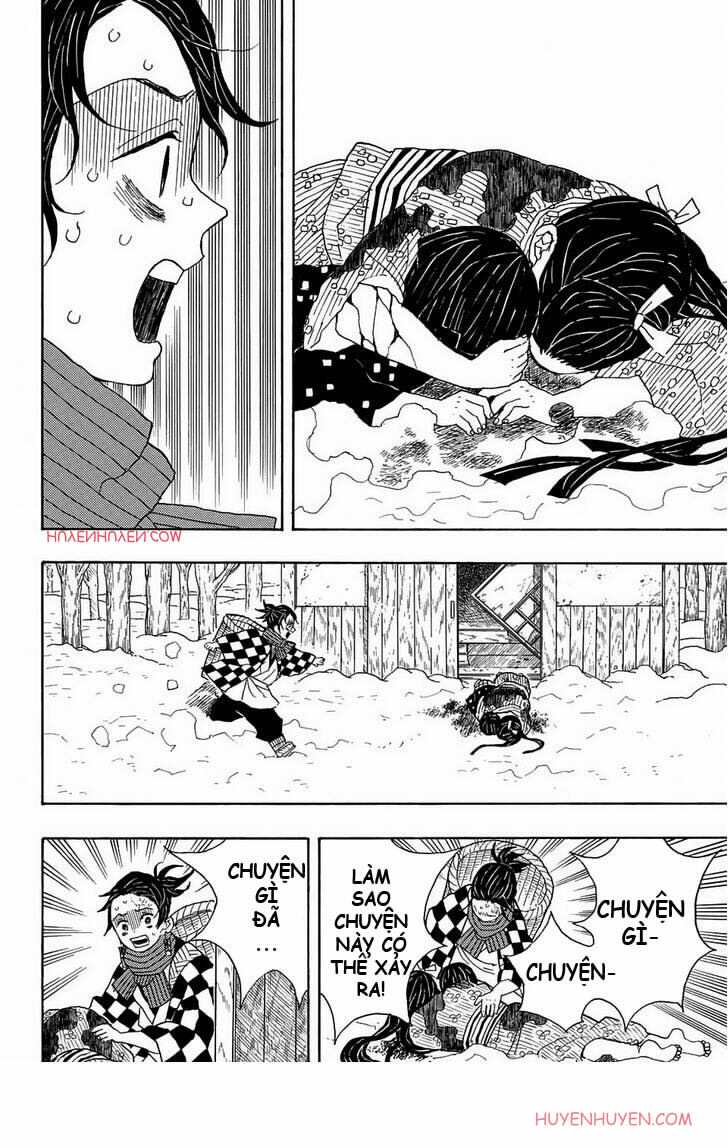 HUYENHUYEN.COM
CHUYỆN
GÌ-
CHUYỆN-
LÀM
SAO
CHUYỆN
NÀY CÓ
THỂ XẢY
RA!
CHUYỆN
GÌ
ĐÃ
...
HUYENHUYEN.COM